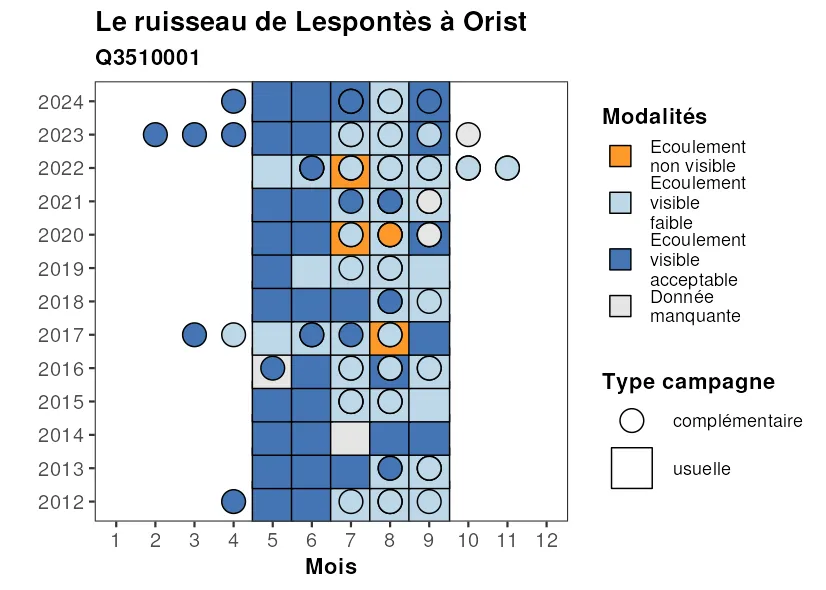 Le ruisseau de Lespontès à Orist
Q3510001
2024
2023
2022
2021
2020
2019
2018
2017
2016
2015
2014
2013
2012
1 2 3 4 5 6 7 8 9 10 11 12
Mois
Modalités
Ecoulement
non visible
Ecoulement
visible
faible
Ecoulement
visible
acceptable
Donnée
manquante
Type campagne
complémentaire
usuelle